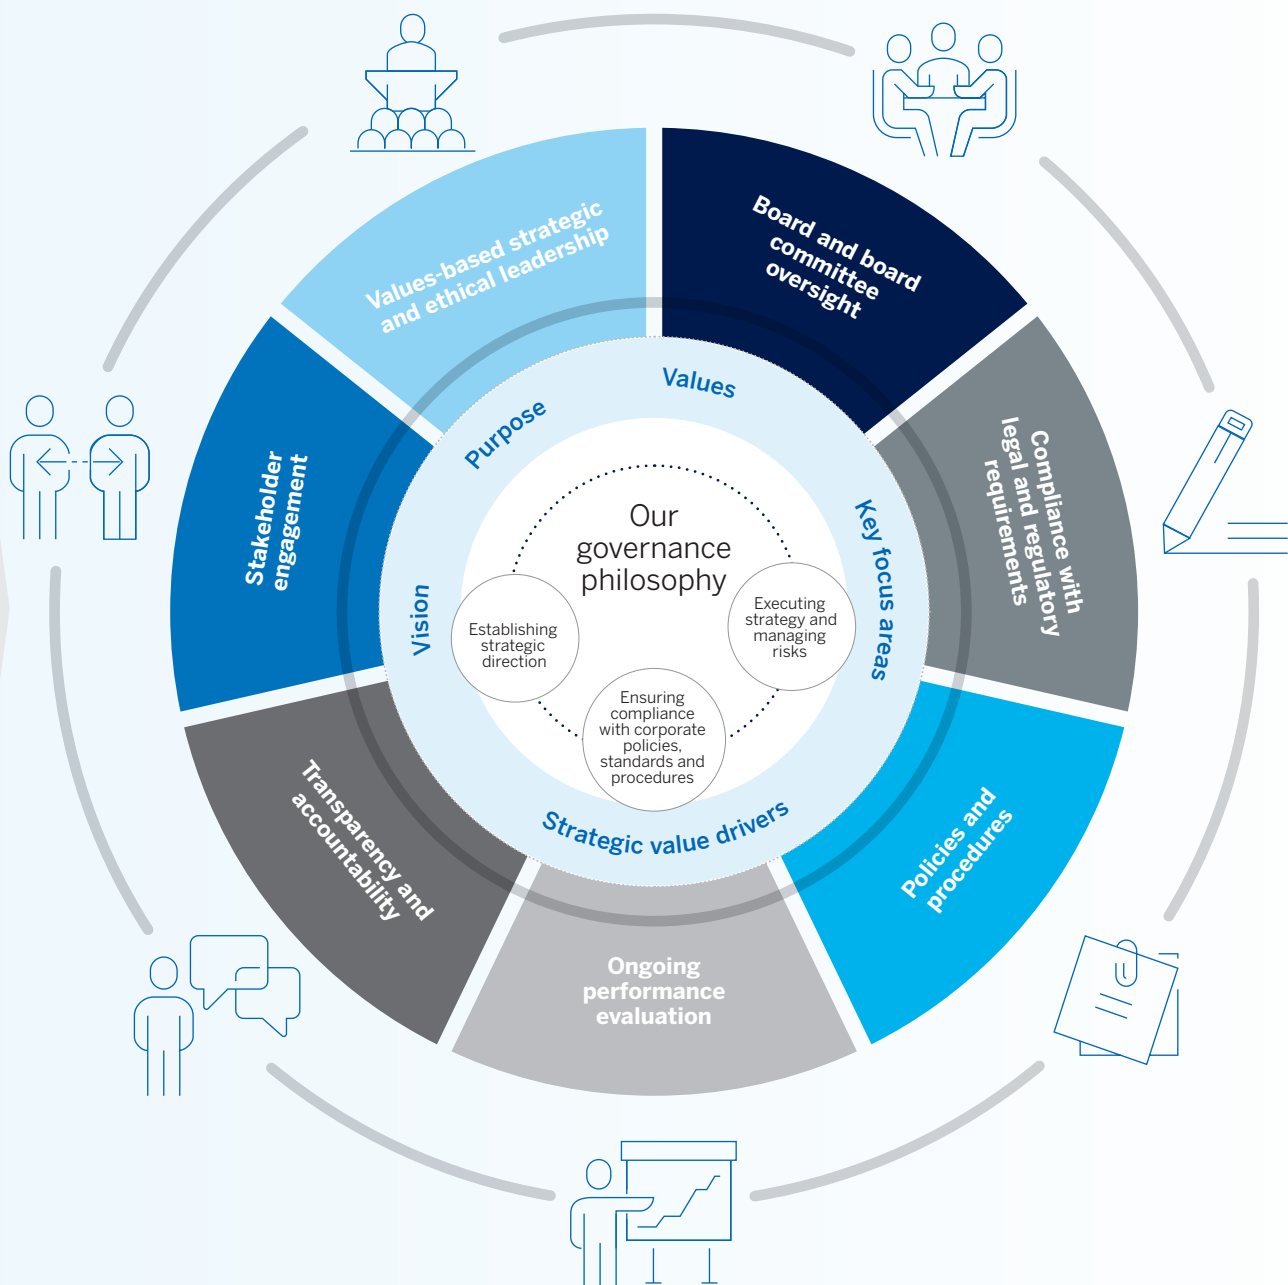 Values-based strategic
and ethical leadership
Board and board
committee
oversight
Compliance with
legal and regulatory
requirements
Policies and
procedures
Ongoing
performance
evaluation
Transparency and
accountability
Stakeholder
engagement
Purpose
Values
Key focus areas
Strategic value drivers
Vision
Our
governance
philosophy
Establishing
strategic
direction
Ensuring
compliance
with corporate
policies,
standards and
procedures
Executing
strategy and
managing
risks